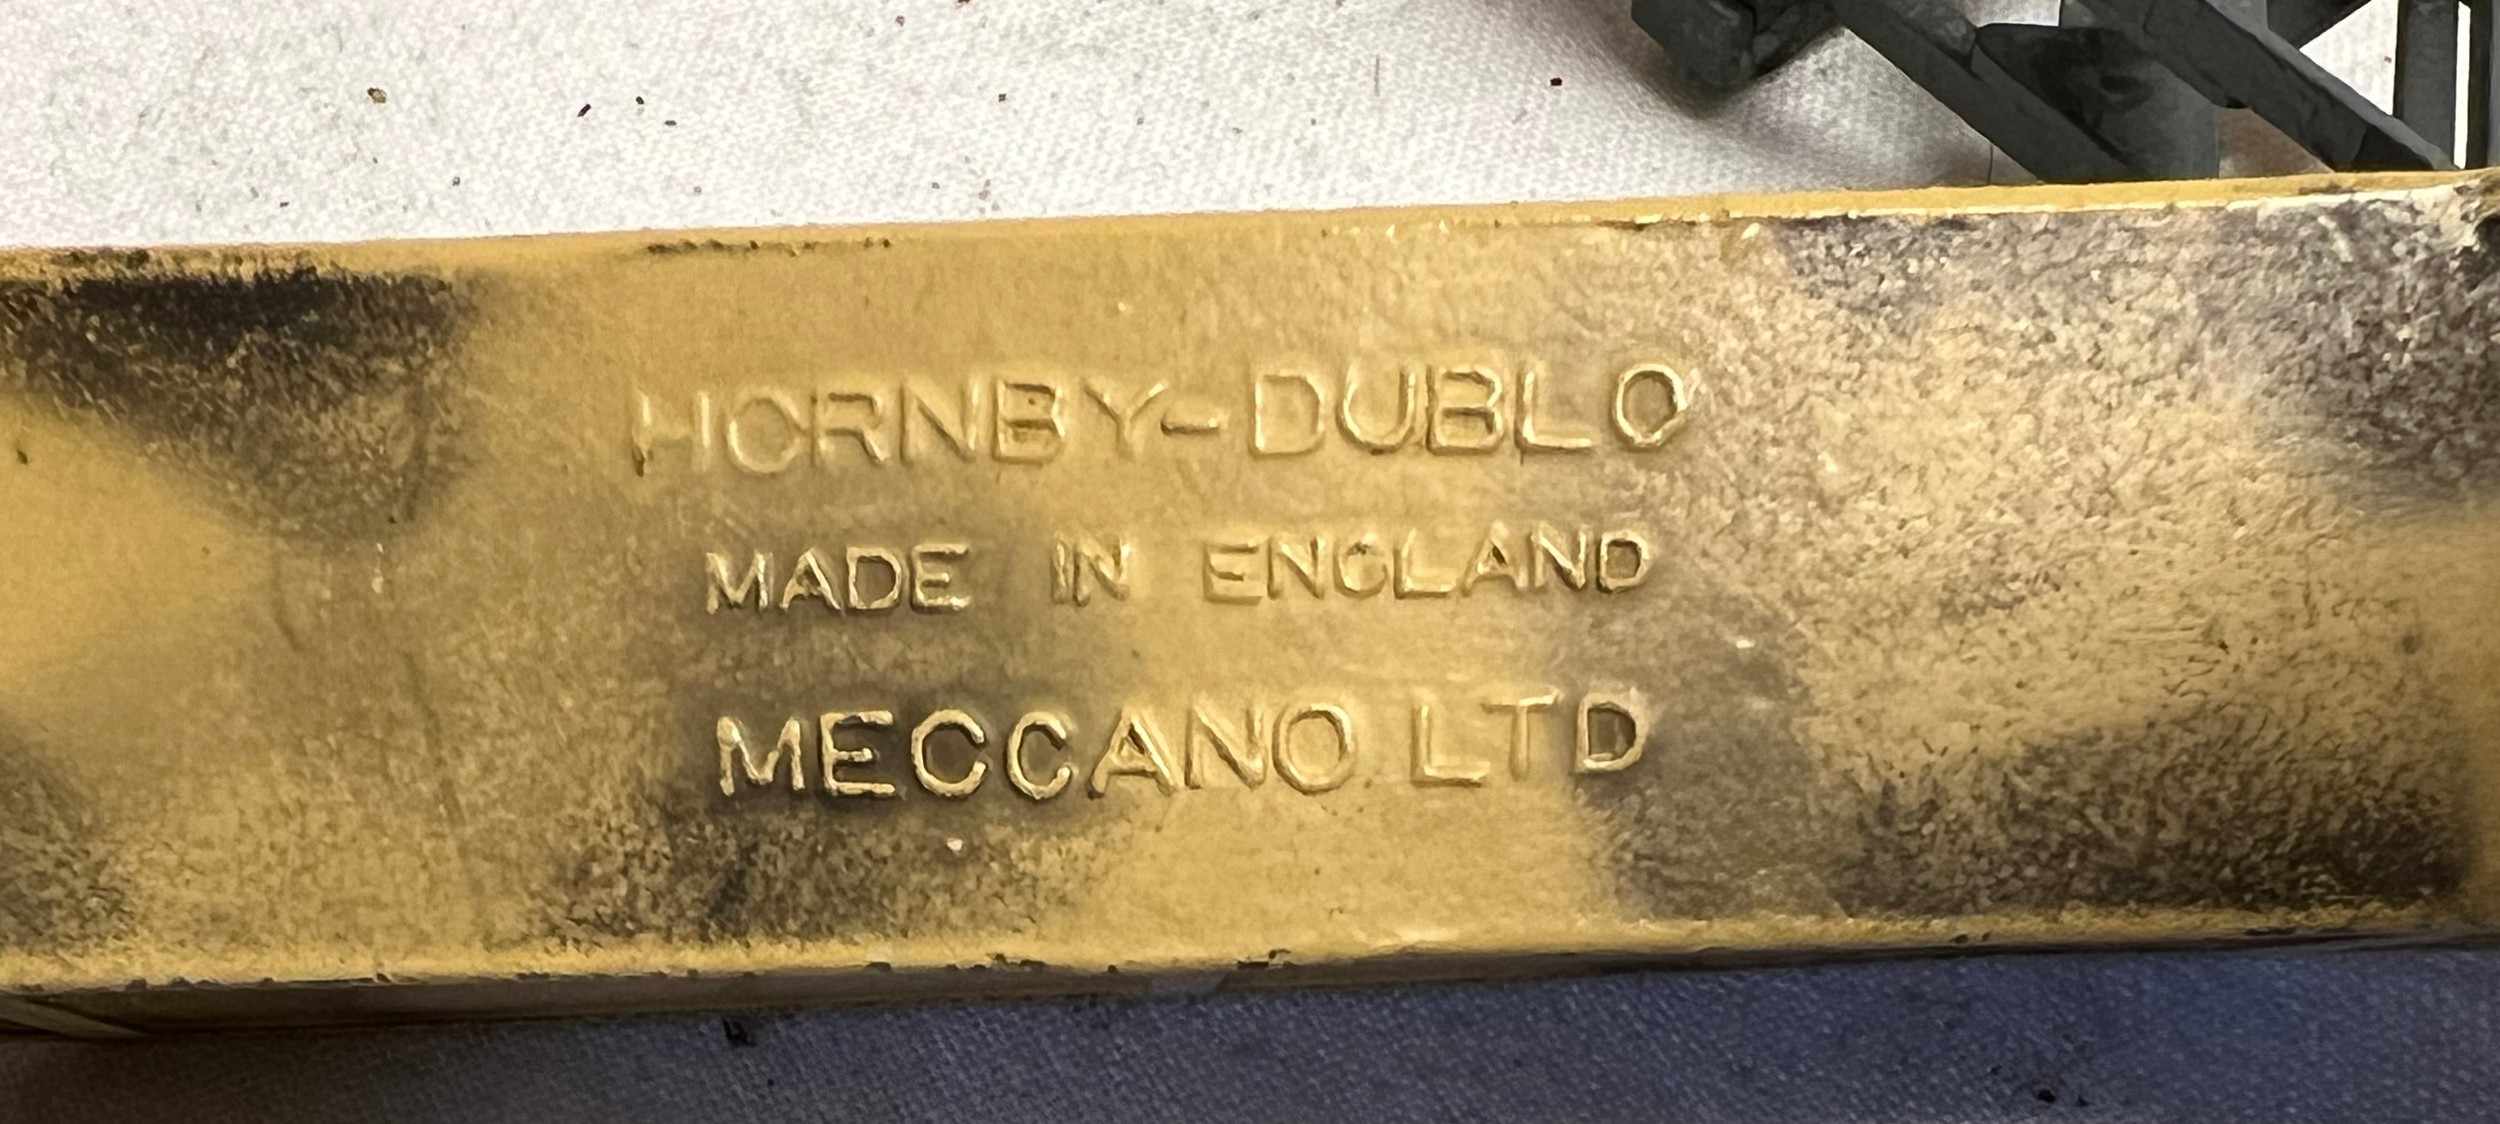 HORNBY-DUBLO
MADE IN ENGLAND
MECCANO LTD